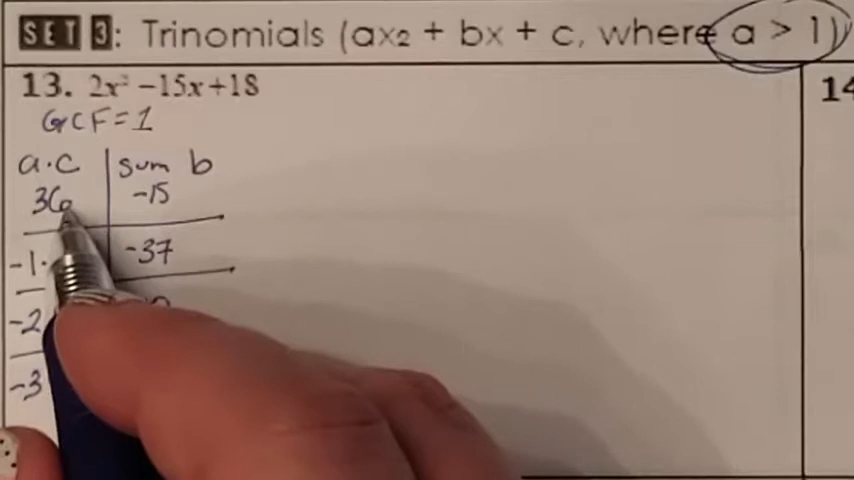 SET 3: Trinomials (ax2 + bx + c, where a > 1)
13. 2x² -15x+18
14
GCF=1
a·c sum b
36 -15
-1· -37
-2
-3